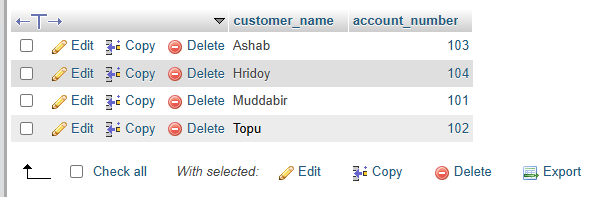 customer_name account_number
Edit Copy Delete Ashab 103
Edit Copy Delete Hridoy 104
Edit Copy Delete Muddabir 101
Edit Copy Delete Topu 102
Check all With selected: Edit Copy Delete Export